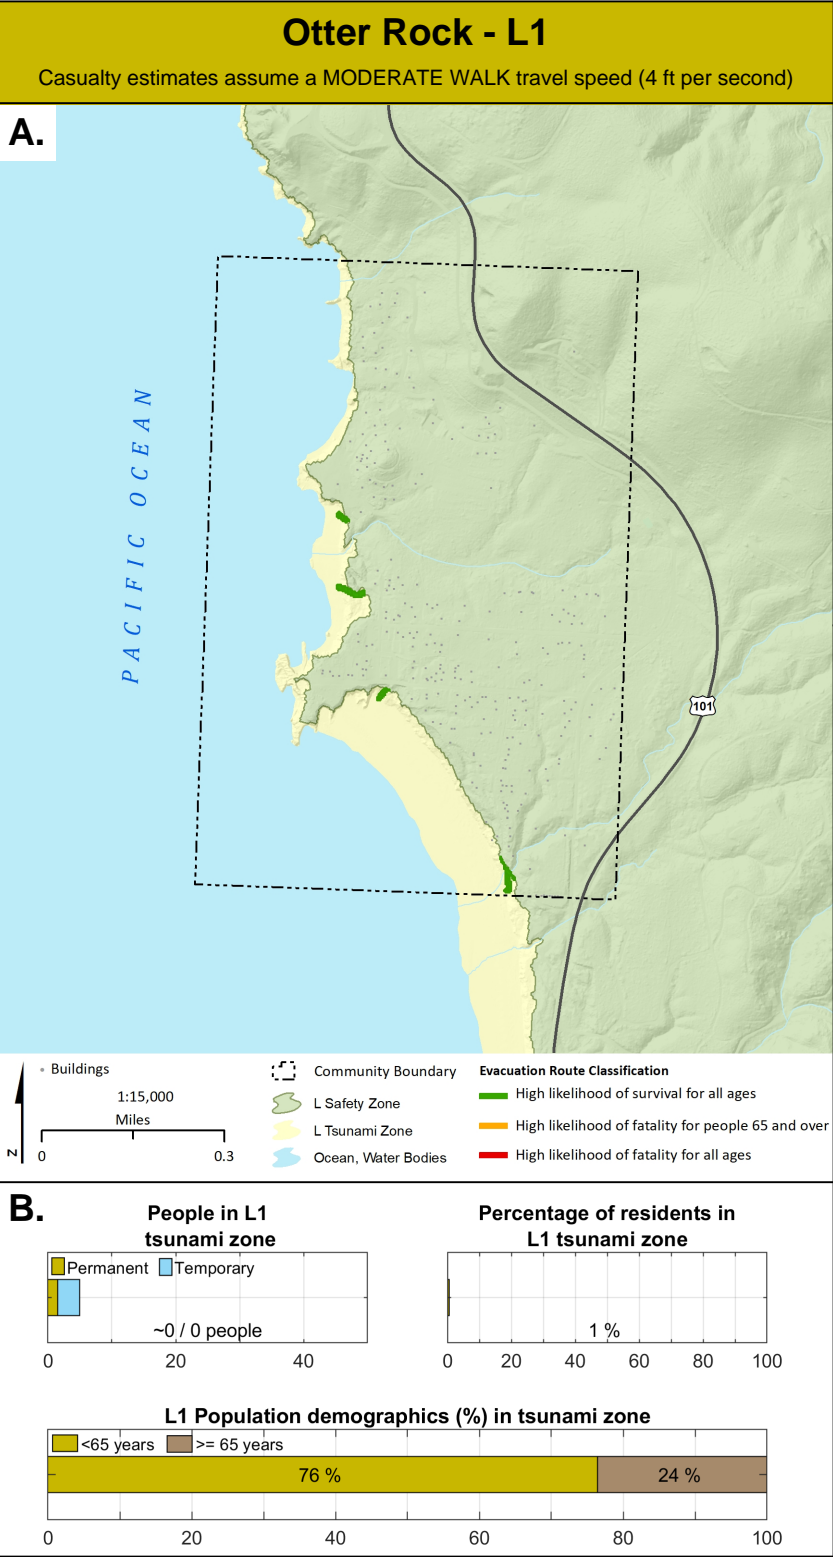 Otter Rock - L1
Casualty estimates assume a MODERATE WALK travel speed (4 ft per second)
A.
PACIFIC OCEAN
101
N
Buildings
1:15,000
Miles
0 0.3
Community Boundary
L Safety Zone
L Tsunami Zone
Ocean, Water Bodies
Evacuation Route Classification
High likelihood of survival for all ages
High likelihood of fatality for people 65 and over
High likelihood of fatality for all ages
B.
People in L1
tsunami zone
Permanent Temporary
~0 / 0 people
0 20 40
Percentage of residents in
L1 tsunami zone
1 %
0 20 40 60 80 100
L1 Population demographics (%) in tsunami zone
<65 years >= 65 years
76 % 24 %
0 20 40 60 80 100